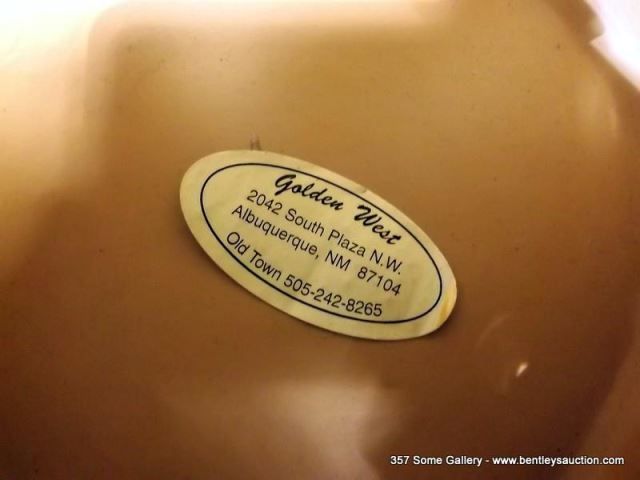 Golden West
2042 South Plaza N.W.
Albuquerque, NM 87104
Old Town 505-242-8265
357 Some Gallery - www.bentleysauction.com